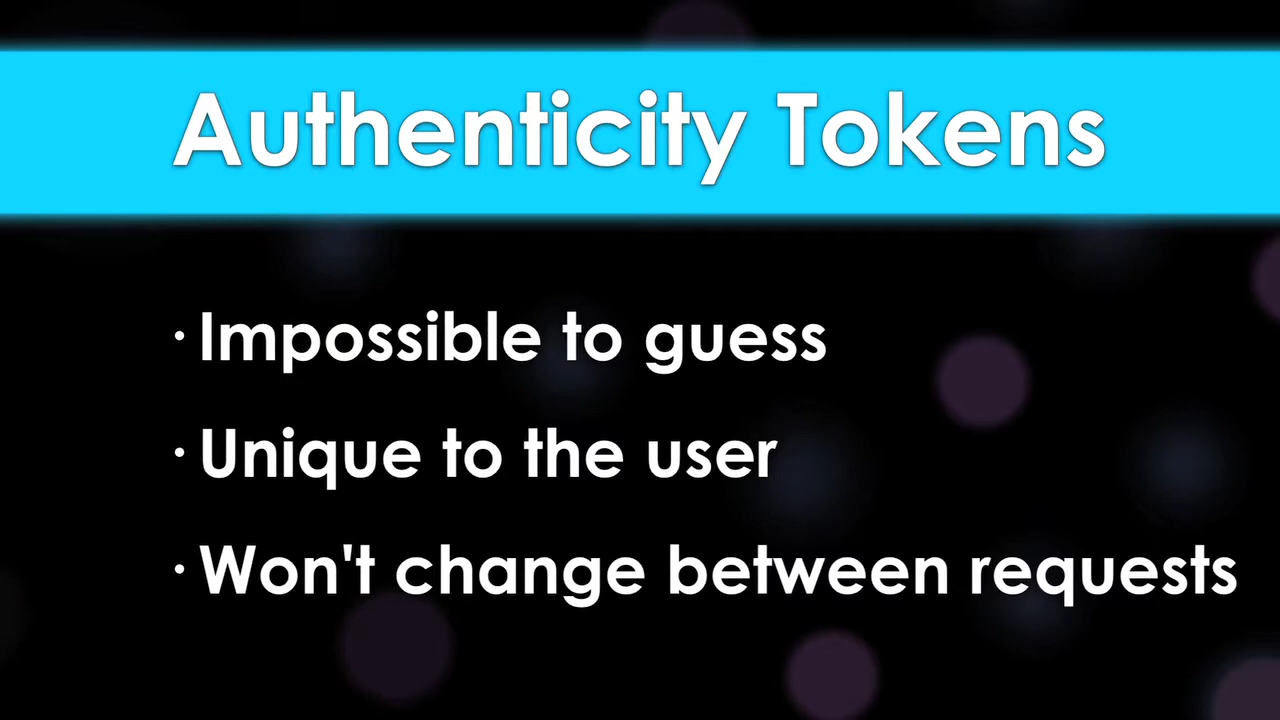 Authenticity Tokens
· Impossible to guess
· Unique to the user
· Won't change between requests